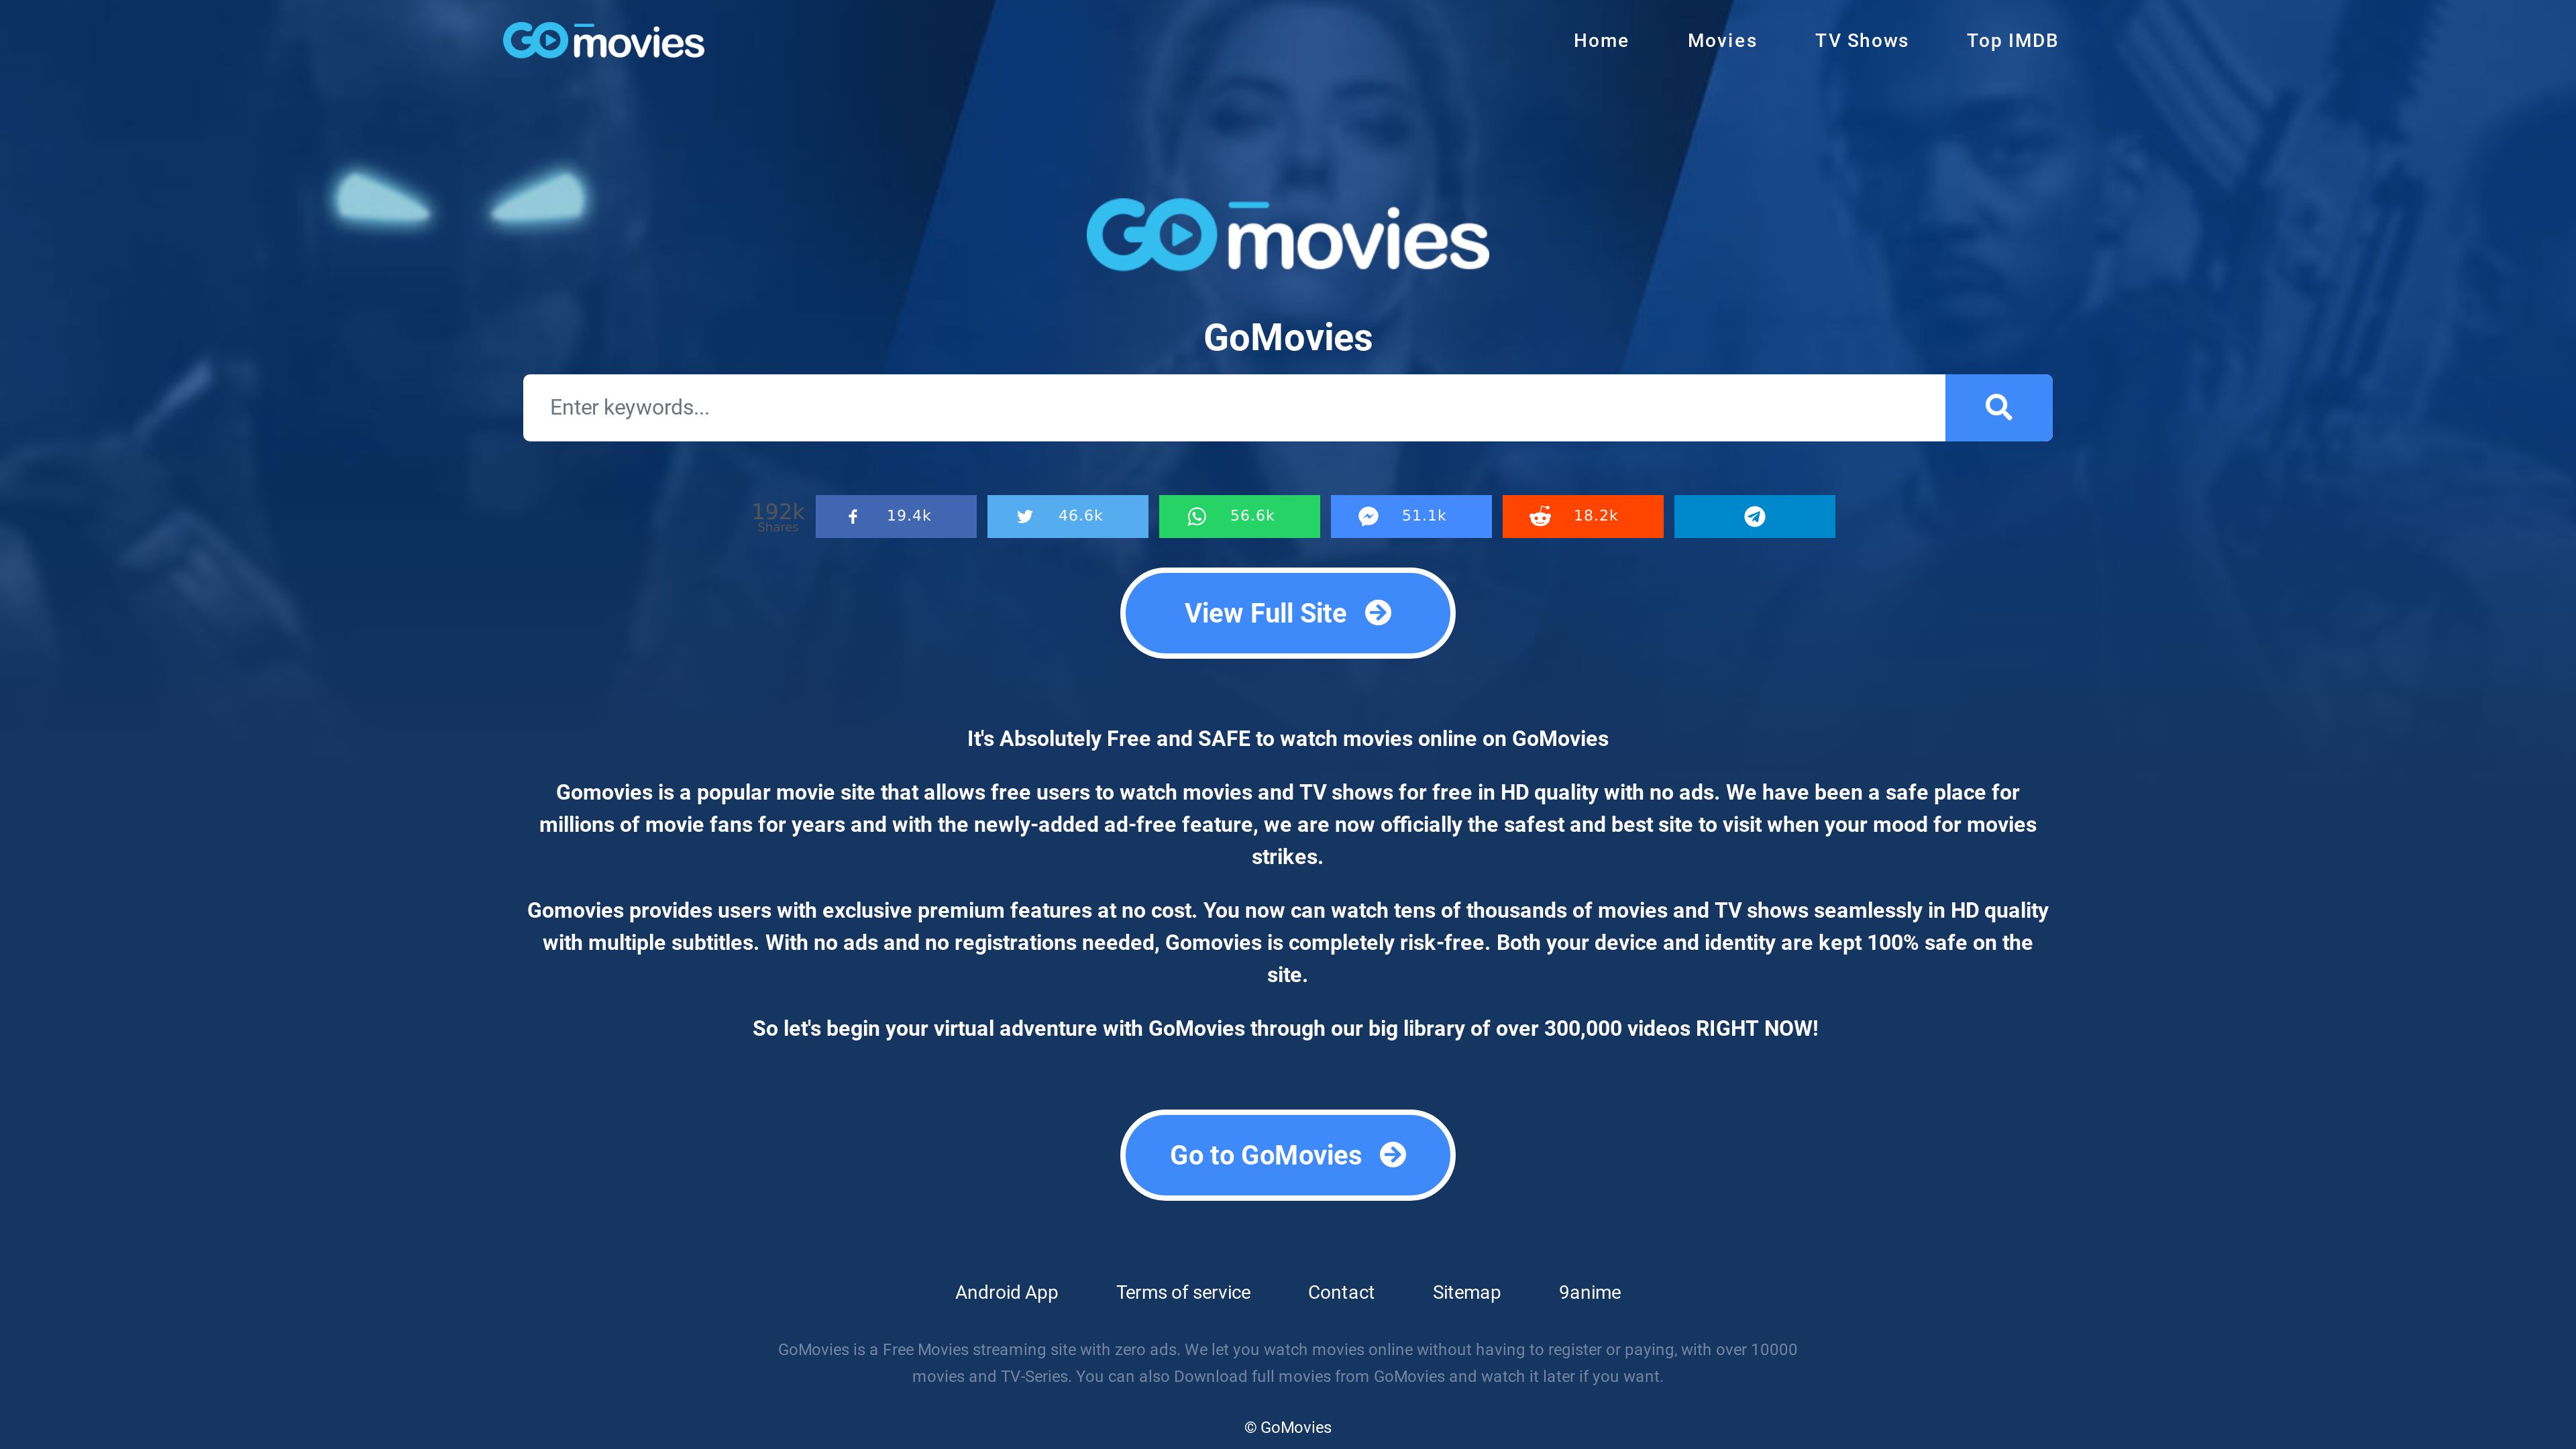 GO movies
Home Movies TV Shows Top IMDB
GO movies
GoMovies
Enter keywords...
192k
Shares
19.4k 46.6k 56.6k 51.1k 18.2k
View Full Site
It's Absolutely Free and SAFE to watch movies online on GoMovies
Gomovies is a popular movie site that allows free users to watch movies and TV shows for free in HD quality with no ads. We have been a safe place for
millions of movie fans for years and with the newly-added ad-free feature, we are now officially the safest and best site to visit when your mood for movies
strikes.
Gomovies provides users with exclusive premium features at no cost. You now can watch tens of thousands of movies and TV shows seamlessly in HD quality
with multiple subtitles. With no ads and no registrations needed, Gomovies is completely risk-free. Both your device and identity are kept 100% safe on the
site.
So let's begin your virtual adventure with GoMovies through our big library of over 300,000 videos RIGHT NOW!
Go to GoMovies
Android App Terms of service Contact Sitemap 9anime
GoMovies is a Free Movies streaming site with zero ads. We let you watch movies online without having to register or paying, with over 10000
movies and TV-Series. You can also Download full movies from GoMovies and watch it later if you want.
© GoMovies